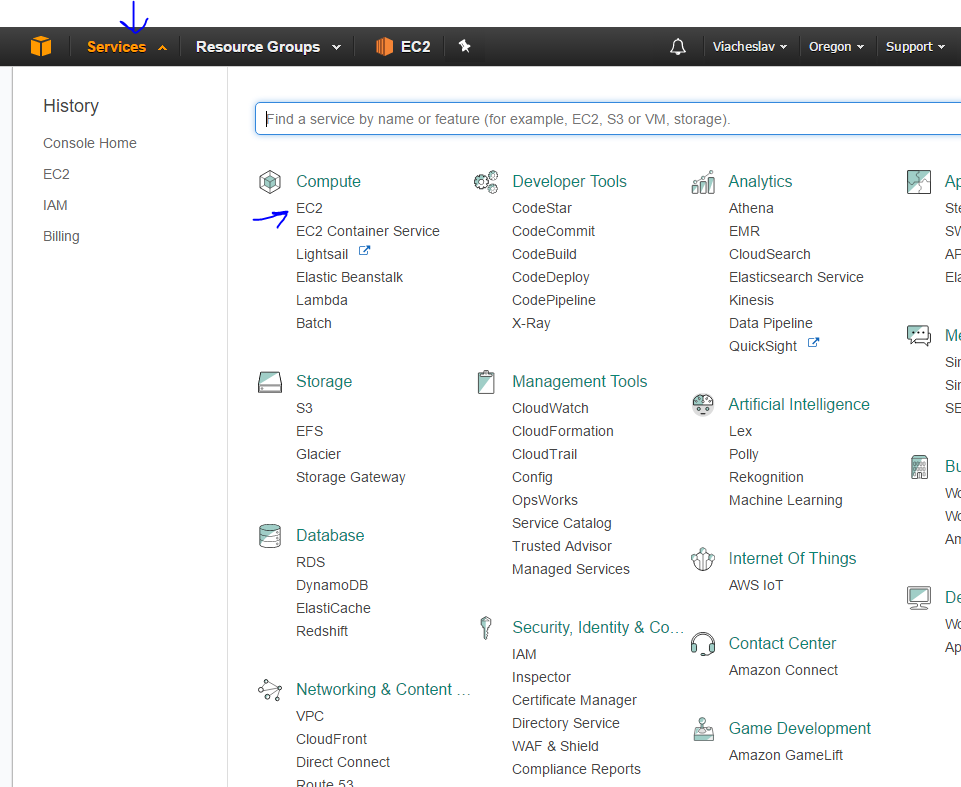 Services
Resource Groups
EC2
Viacheslav
Oregon
Support
History
Console Home
EC2
IAM
Billing
Find a service by name or feature (for example, EC2, S3 or VM, storage).
Compute
EC2
EC2 Container Service
Lightsail
Elastic Beanstalk
Lambda
Batch
Storage
S3
EFS
Glacier
Storage Gateway
Database
RDS
DynamoDB
ElastiCache
Redshift
Networking & Content ...
VPC
CloudFront
Direct Connect
Route 53
Developer Tools
CodeStar
CodeCommit
CodeBuild
CodeDeploy
CodePipeline
X-Ray
Management Tools
CloudWatch
CloudFormation
CloudTrail
Config
OpsWorks
Service Catalog
Trusted Advisor
Managed Services
Security, Identity & Co...
IAM
Inspector
Certificate Manager
Directory Service
WAF & Shield
Compliance Reports
Analytics
Athena
EMR
CloudSearch
Elasticsearch Service
Kinesis
Data Pipeline
QuickSight
Artificial Intelligence
Lex
Polly
Rekognition
Machine Learning
Internet Of Things
AWS IoT
Contact Center
Amazon Connect
Game Development
Amazon GameLift